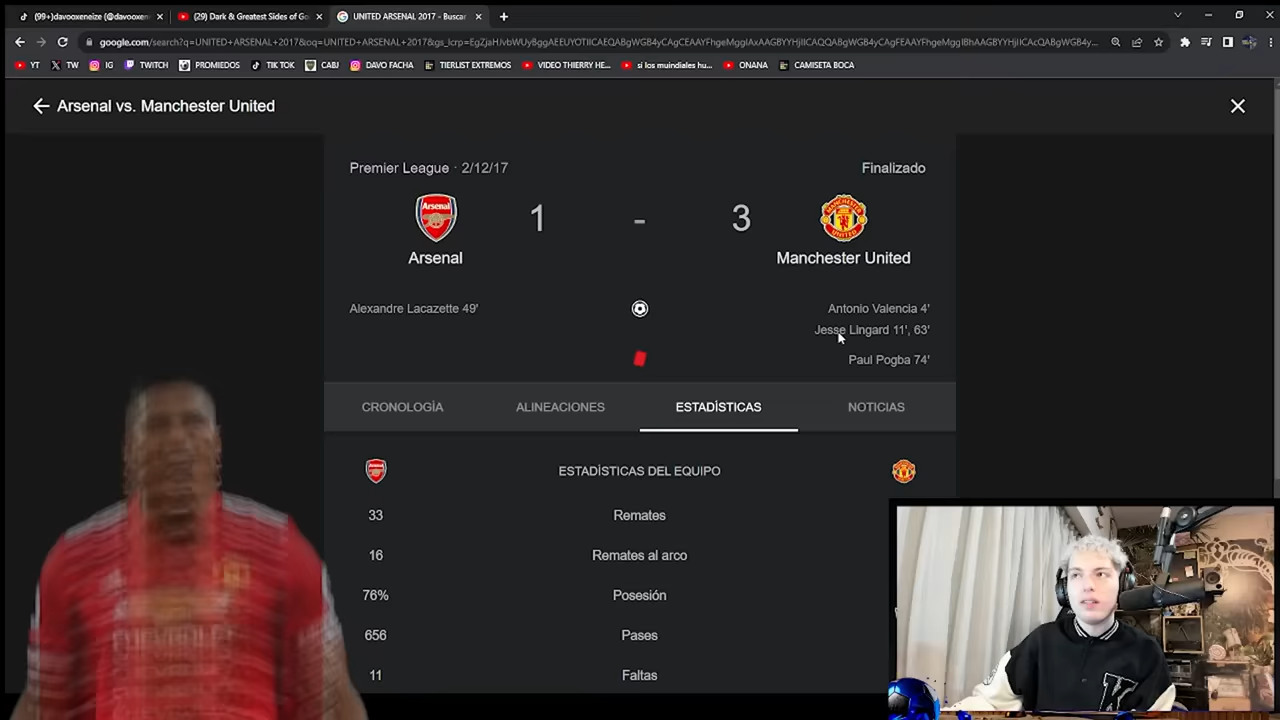 (99+)davooxeneize (@davooxen
(29) Dark & Greatest Sides of Go
UNITED ARSENAL 2017 - Buscar
YT
TW
IG
TWITCH
PROMIEDOS
TIK TOK
CABJ
DAVO FACHA
TIERLIST EXTREMOS
VIDEO THIERRY HE...
si los muindiales hu...
ONANA
CAMISETA BOCA
Arsenal vs. Manchester United
Premier League · 2/12/17
Finalizado
Arsenal
1 - 3
Arsenal
Manchester United
Alexandre Lacazette 49'
Antonio Valencia 4'
Jesse Lingard 11', 63'
Paul Pogba 74'
CRONOLOGÍA
ALINEACIONES
ESTADÍSTICAS
NOTICIAS
ESTADÍSTICAS DEL EQUIPO
33 Remates
16 Remates al arco
76% Posesión
656 Pases
11 Faltas